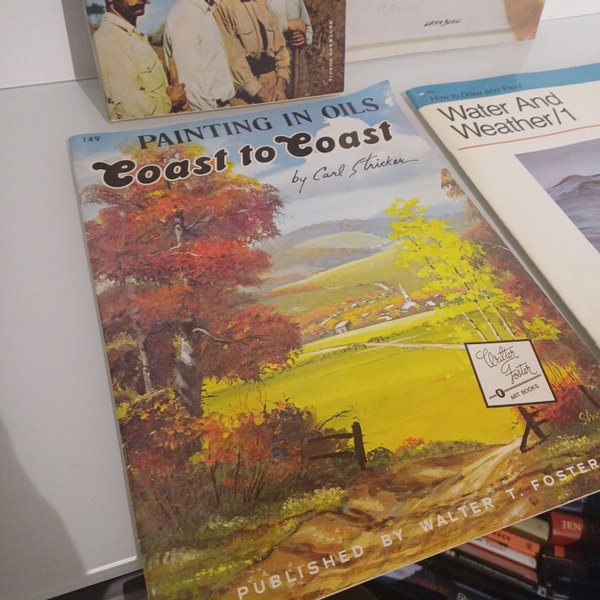 GREENBERG
149
PAINTING IN OILS
Coast to Coast
by Carl Stricker
Walter
Foster
ART BOOKS
PUBLISHED BY WALTER T. FOSTER
How to Draw and Paint
Water And
Weather/1